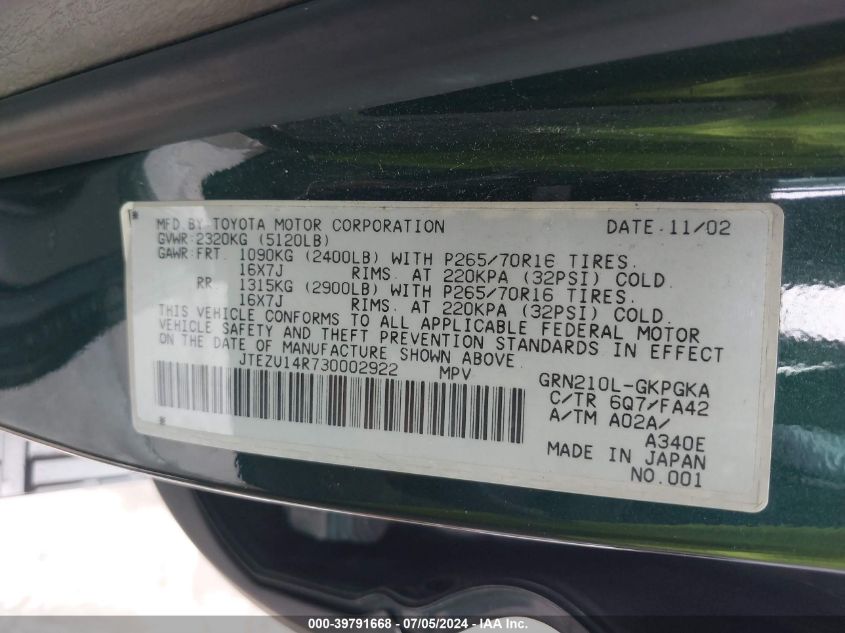 MFD BY TOYOTA MOTOR CORPORATION DATE 11/02
GVWR:2320KG (5120LB)
GAWR:FRT. 1090KG (2400LB) WITH P265/70R16 TIRES.
16X7J RIMS. AT 220KPA (32PSI) COLD.
RR. 1315KG (2900LB) WITH P265/70R16 TIRES.
16X7J RIMS. AT 220KPA (32PSI) COLD.
THIS VEHICLE CONFORMS TO ALL APPLICABLE FEDERAL MOTOR
VEHICLE SAFETY AND THEFT PREVENTION STANDARDS IN EFFECT
ON THE DATE OF MANUFACTURE SHOWN ABOVE.
JTEZU14R730002922 MPV
GRN210L-GKPGKA
C/TR 6Q7/FA42
A/TM A02A/
A340E
MADE IN JAPAN
NO.001
000-39791668 / 07/05/2024 - IAA, Inc.